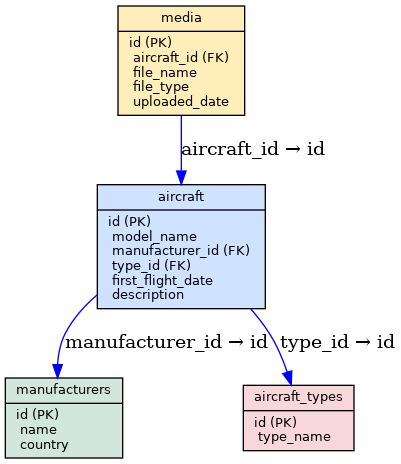 media
id (PK)
aircraft_id (FK)
file_name
file_type
uploaded_date
aircraft_id → id
aircraft
id (PK)
model_name
manufacturer_id (FK)
type_id (FK)
first_flight_date
description
manufacturer_id → id
type_id → id
manufacturers
id (PK)
name
country
aircraft_types
id (PK)
type_name